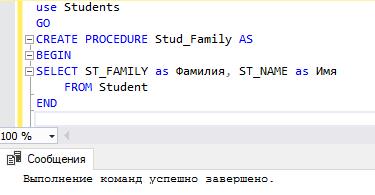 use Students
GO
CREATE PROCEDURE Stud_Family AS
BEGIN
SELECT ST_FAMILY as Фамилия, ST_NAME as Имя
FROM Student
END
100 %
Сообщения
Выполнение команд успешно завершено.